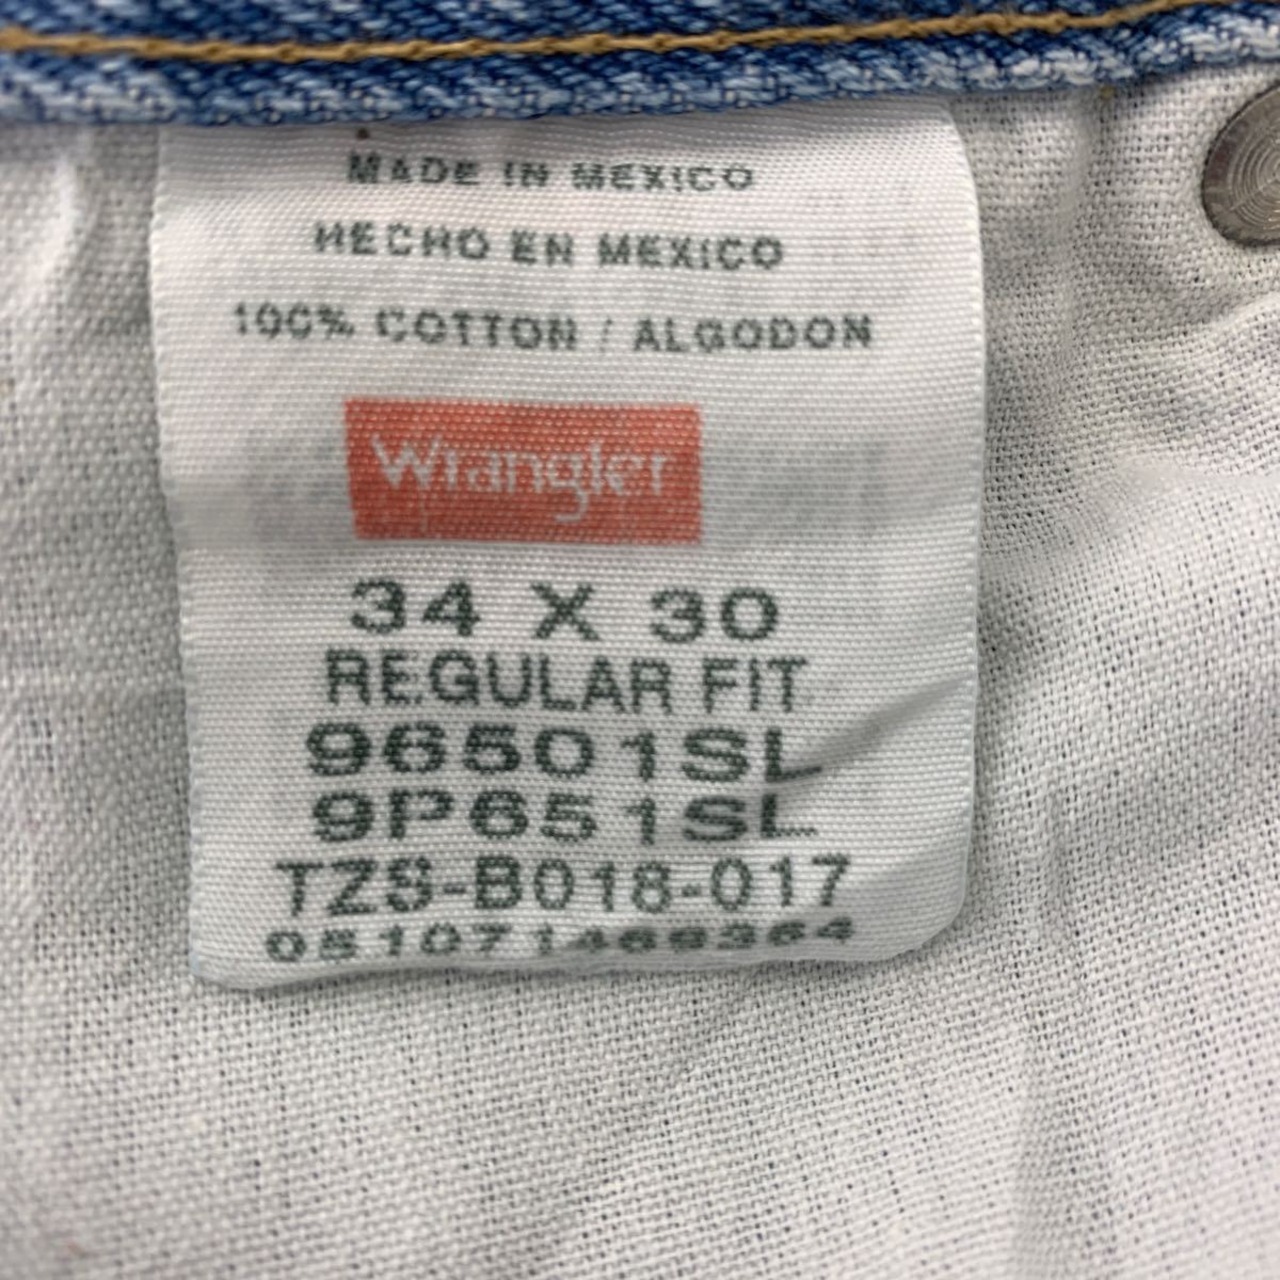 MADE IN MEXICO
HECHO EN MEXICO
100% COTTON / ALGODON
Wrangler
34 X 30
REGULAR FIT
96501SL
9P651SL
TZS-B018-017
051071469364